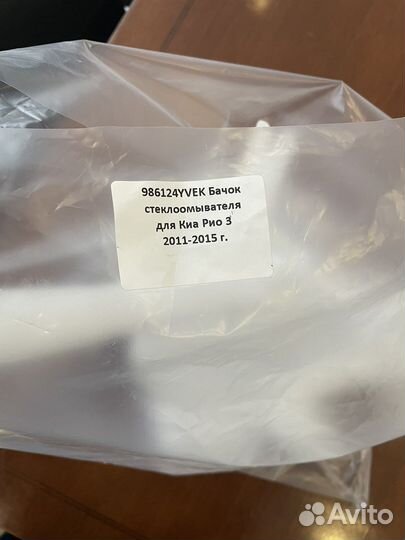 986124YVEK Бачок
стеклоомывателя
для Киа Рио 3
2011-2015 г.
Avito